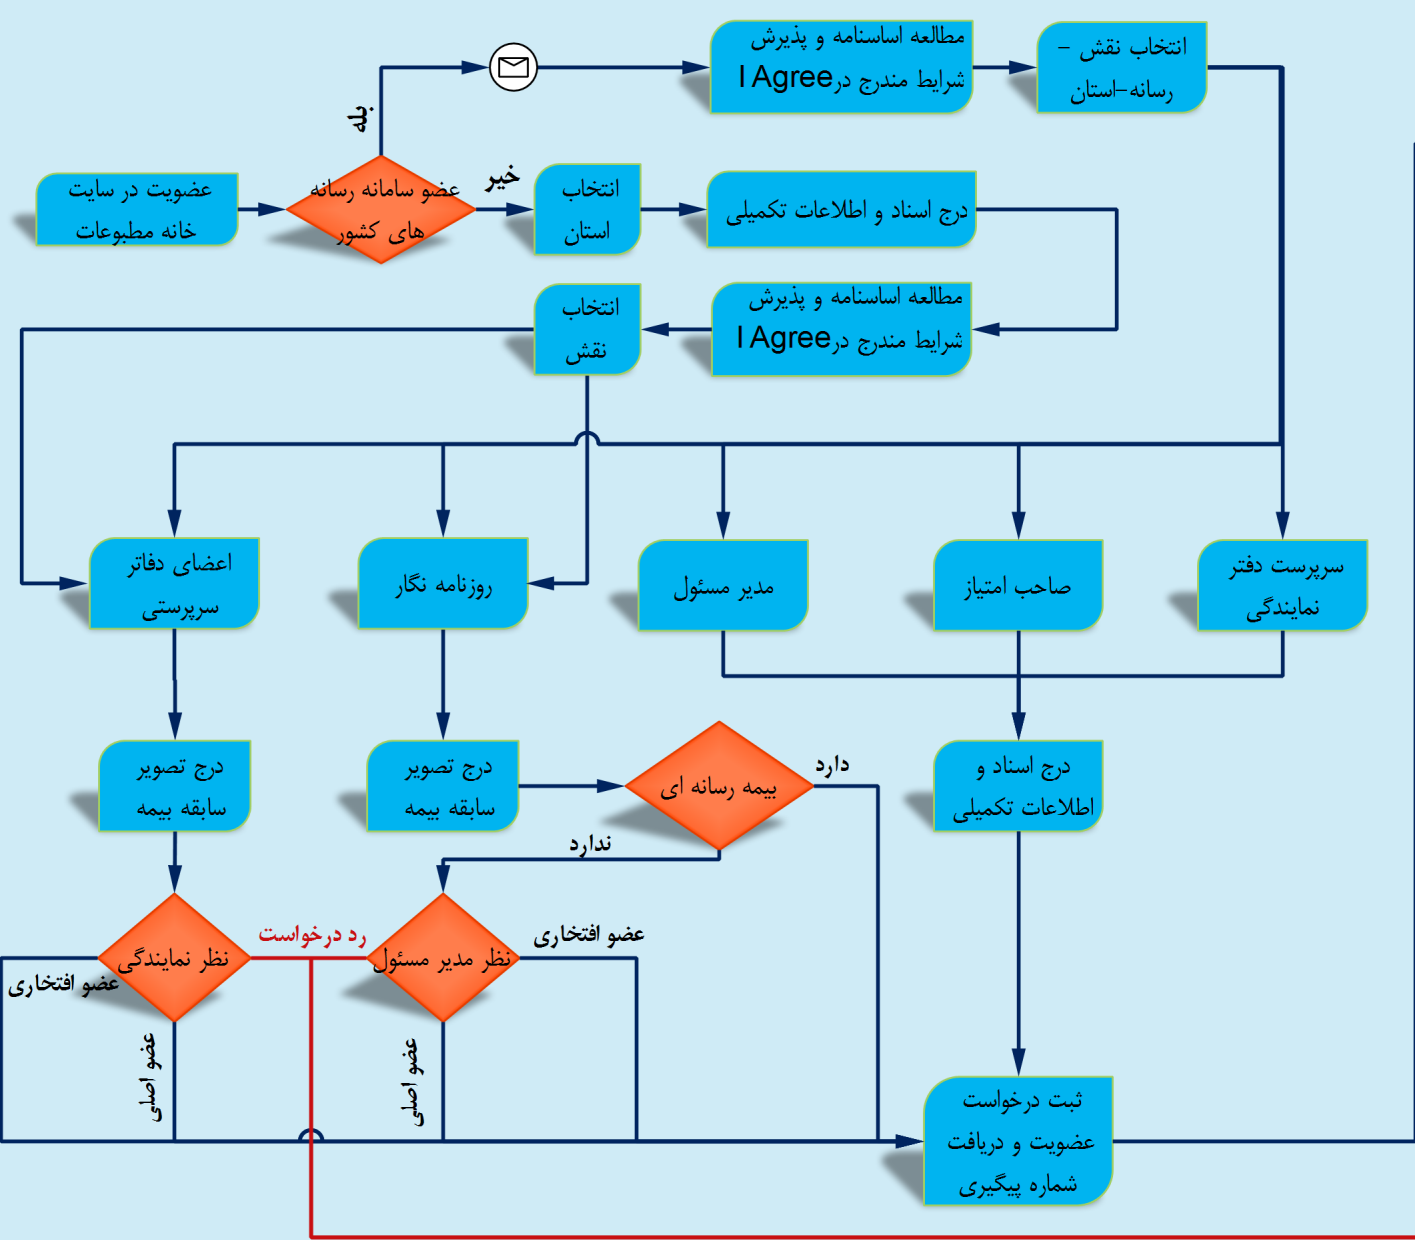 مطالعه اساسنامه و پذیرش
شرایط مندرج در I Agree
انتخاب نقش -
رسانه-استان
بله
عضویت در سایت
خانه مطبوعات
عضو سامانه رسانه
های کشور
خیر
انتخاب
استان
درج اسناد و اطلاعات تکمیلی
مطالعه اساسنامه و پذیرش
شرایط مندرج در I Agree
انتخاب
نقش
سرپرست دفتر
نمایندگی
صاحب امتیاز
مدیر مسئول
روزنامه نگار
اعضای دفاتر
سرپرستی
درج اسناد و
اطلاعات تکمیلی
دارد
بیمه رسانه ای
ندارد
درج تصویر
سابقه بیمه
درج تصویر
سابقه بیمه
عضو افتخاری
نظر مدیر مسئول
رد درخواست
نظر نمایندگی
عضو افتخاری
عضو اصلی
عضو اصلی
ثبت درخواست
عضویت و دریافت
شماره پیگیری